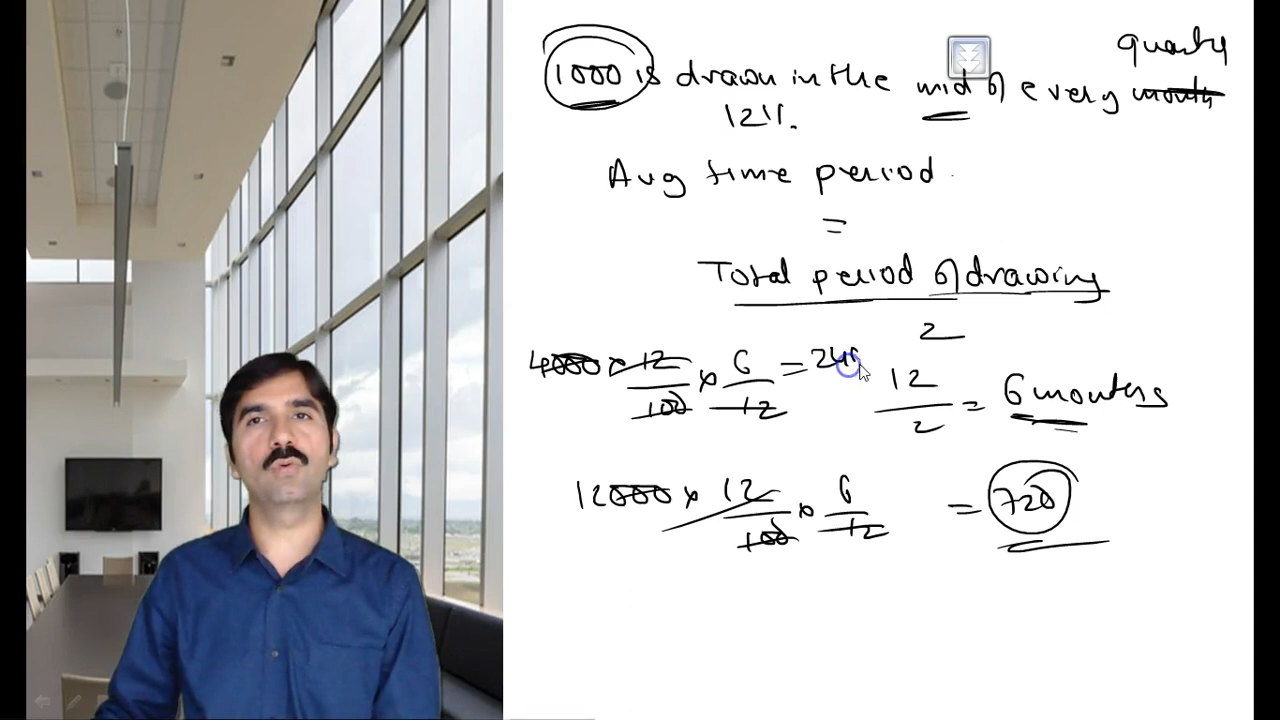 1000 is drawn in the mid of every month quartly
12%.
Avg time period.
=
Total period of drawing
2
4000 x 12/100 x 6/12 = 240
12/2 = 6 months
12000 x 12/100 x 6/12 = 720